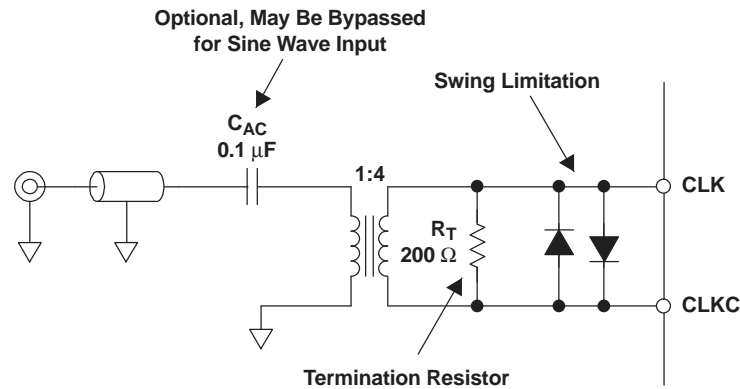 Optional, May Be Bypassed
for Sine Wave Input
Swing Limitation
CAC
0.1 μF
1:4
CLK
RT
200 Ω
CLKC
Termination Resistor